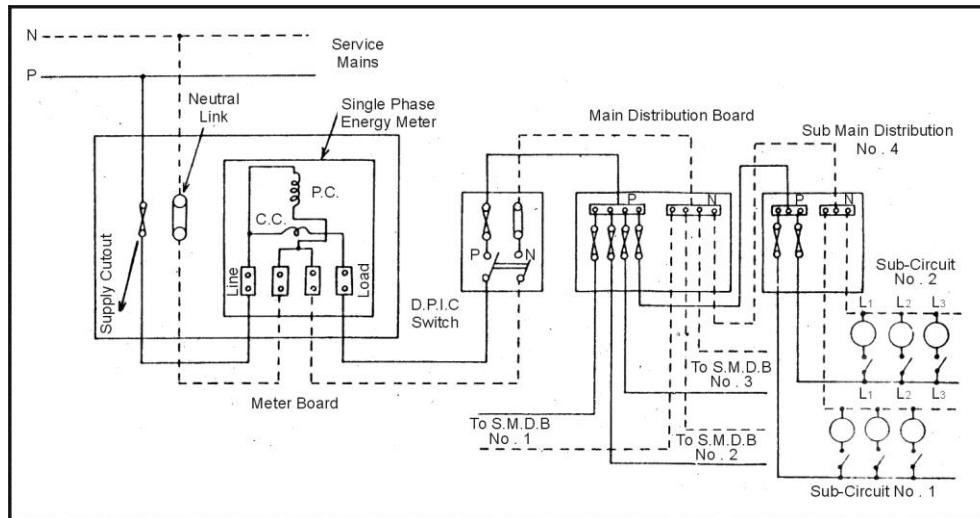 N
Service
Mains
P
Neutral
Link
Single Phase
Energy Meter
Main Distribution Board
Sub Main Distribution
No . 4
P.C.
C.C.
Supply Cutout
Line
Load
P
N
D.P.I.C
Switch
P
N
P
N
Sub-Circuit
No . 2
L1
L2
L3
Meter Board
To S.M.D.B
No . 3
To S.M.D.B
No . 1
To S.M.D.B
No . 2
L1
L2
L3
Sub-Circuit No . 1